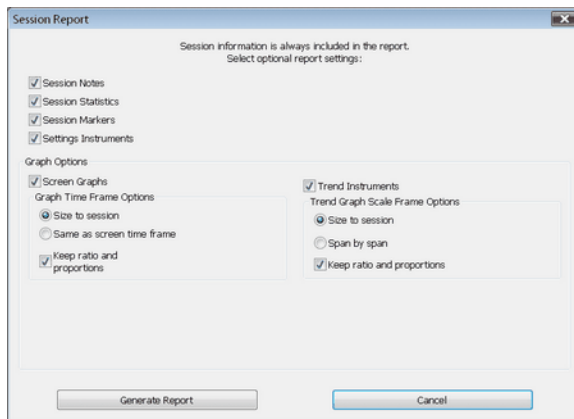 Session Report
Session information is always included in the report.
Select optional report settings:
Session Notes
Session Statistics
Session Markers
Settings Instruments
Graph Options
Screen Graphs
Graph Time Frame Options
Size to session
Same as screen time frame
Keep ratio and
proportions
Trend Instruments
Trend Graph Scale Frame Options
Size to session
Span by span
Keep ratio and proportions
Generate Report
Cancel